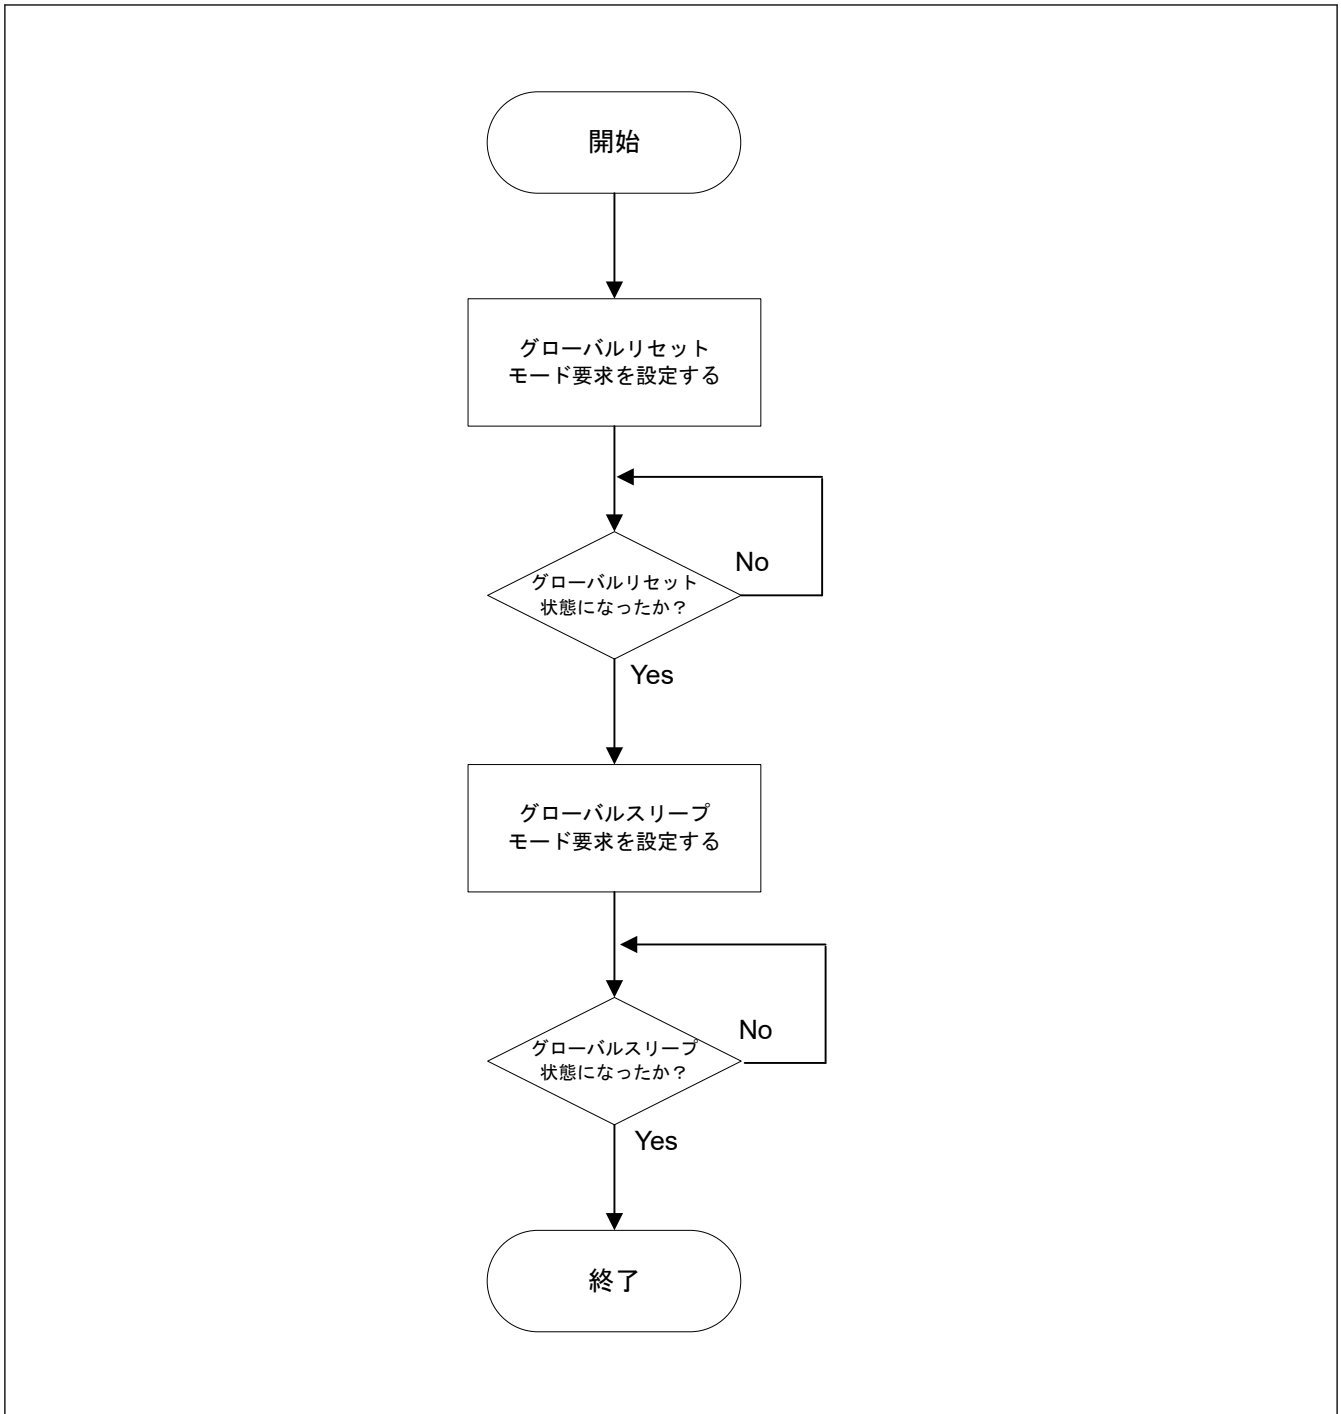 開始
グローバルリセット
モード要求を設定する
No
グローバルリセット
状態になったか？
Yes
グローバルスリープ
モード要求を設定する
No
グローバルスリープ
状態になったか？
Yes
終了